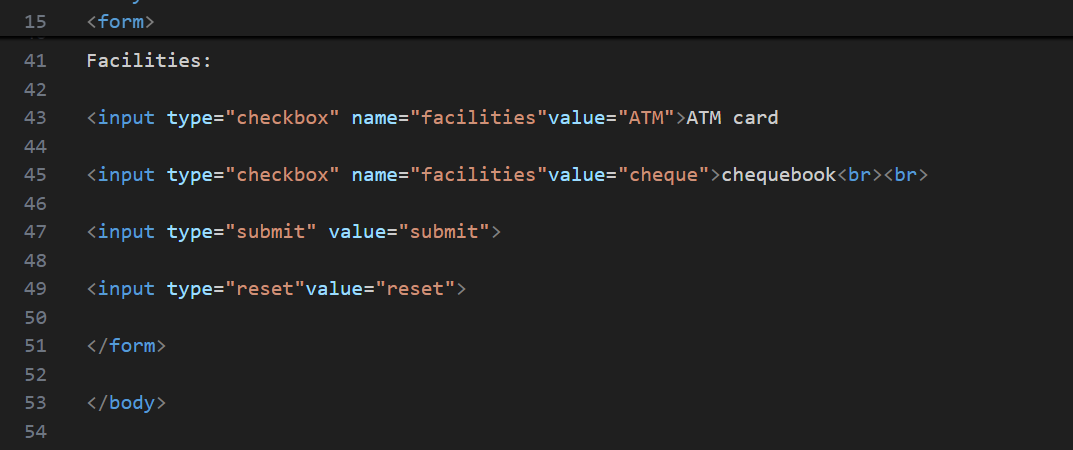 15 <form>
41 Facilities:
42
43 <input type="checkbox" name="facilities"value="ATM">ATM card
44
45 <input type="checkbox" name="facilities"value="cheque">chequebook<br><br>
46
47 <input type="submit" value="submit">
48
49 <input type="reset"value="reset">
50
51 </form>
52
53 </body>
54